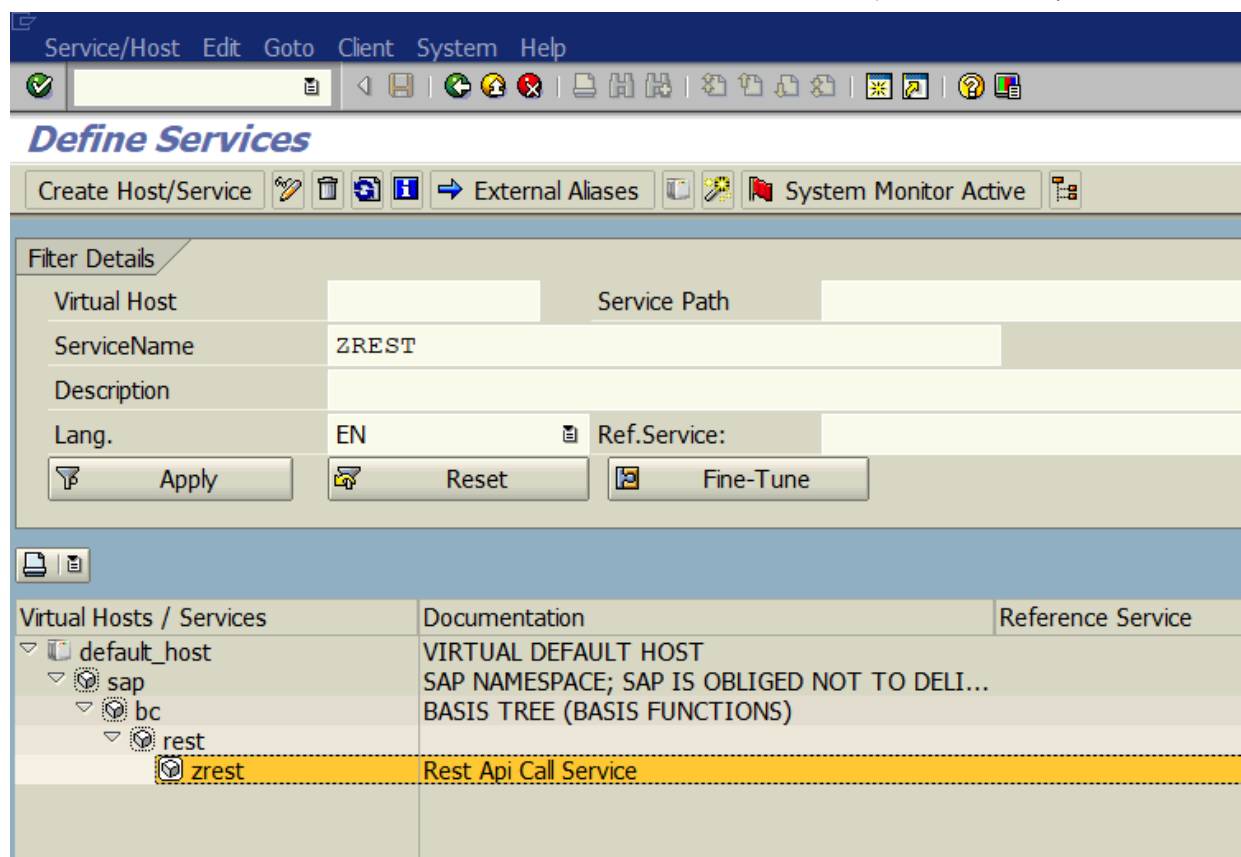 Service/Host Edit Goto Client System Help
Define Services
Create Host/Service External Aliases System Monitor Active
Filter Details
Virtual Host Service Path
ServiceName ZREST
Description
Lang. EN Ref.Service:
Apply Reset Fine-Tune
Virtual Hosts / Services Documentation Reference Service
default_host VIRTUAL DEFAULT HOST
sap SAP NAMESPACE; SAP IS OBLIGED NOT TO DELI...
bc BASIS TREE (BASIS FUNCTIONS)
rest
zrest Rest Api Call Service